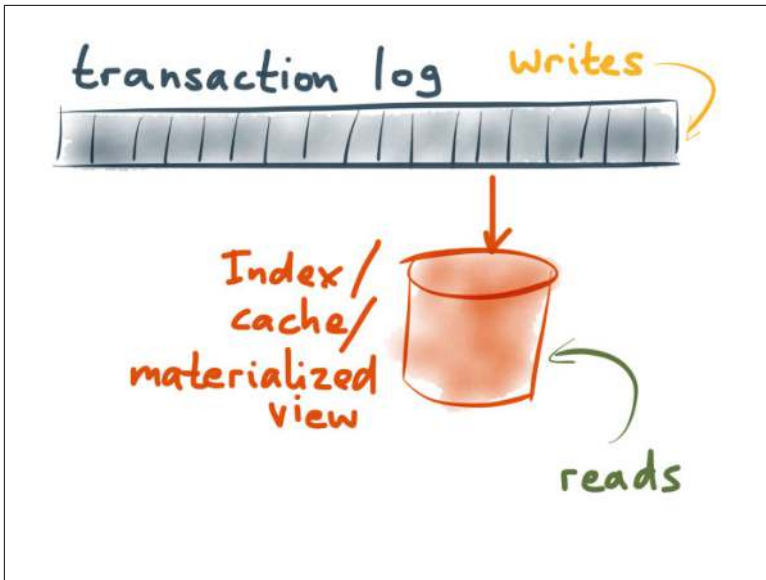 transaction log
writes
Index/
cache/
materialized
view
reads